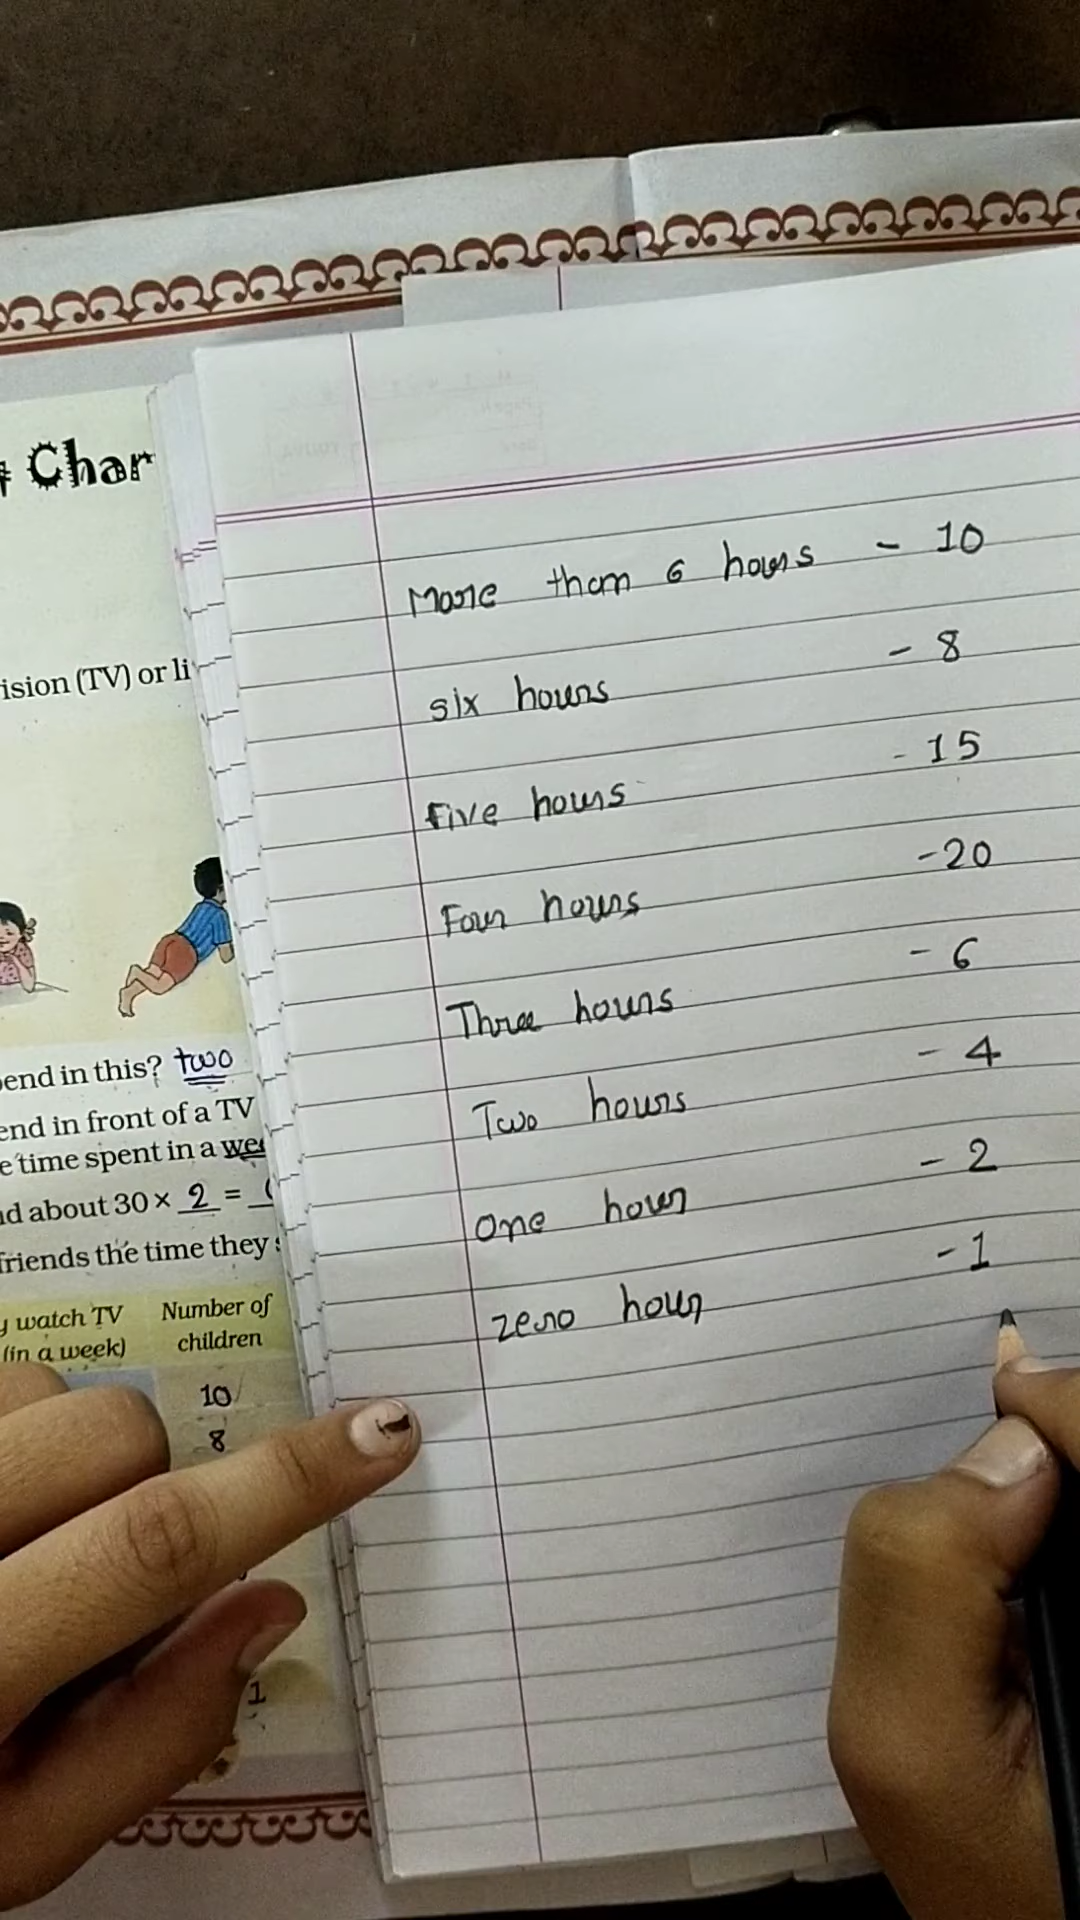 Char
ision (TV) or li
end in this? two
end in front of a TV
e time spent in a wee
d about 30 × 2 =
friends the time they s
y watch TV Number of
(in a week) children
10
8
1
More than 6 hours - 10
six hours - 8
five hours - 15
Four hours - 20
Three hours - 6
Two hours - 4
one hour - 2
zero hour - 1